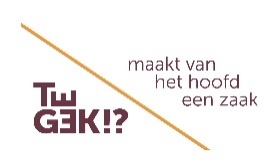 TE
GEK!?
maakt van
het hoofd
een zaak